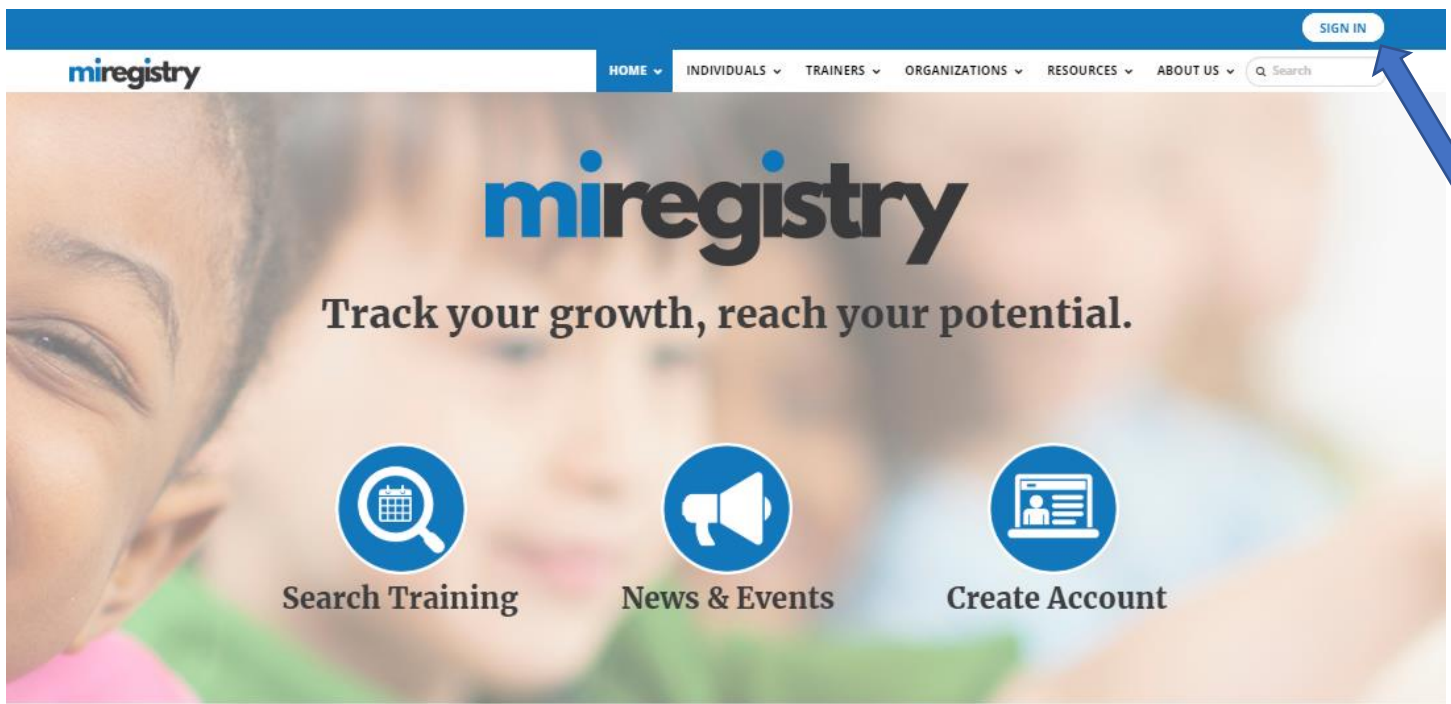 SIGN IN
miregistry
HOME INDIVIDUALS TRAINERS ORGANIZATIONS RESOURCES ABOUT US Search
miregistry
Track your growth, reach your potential.
Search Training News & Events Create Account